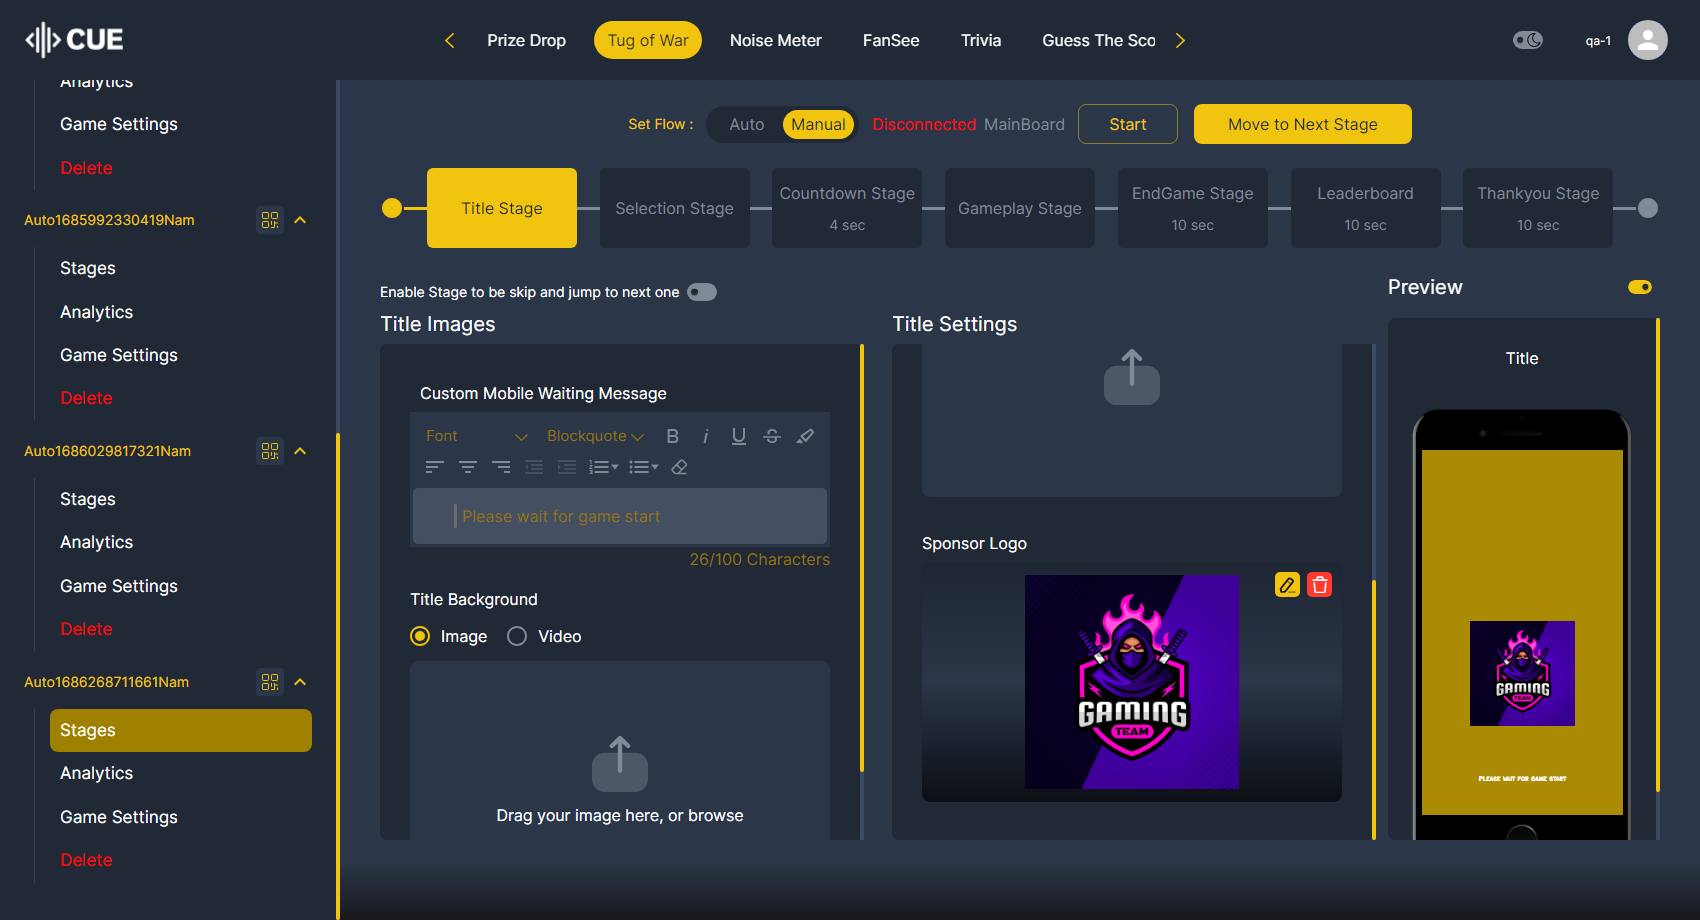 CUE
Prize Drop
Tug of War
Noise Meter
FanSee
Trivia
Guess The Sco
qa-1
Analytics
Game Settings
Delete
Auto1685992330419Nam
Stages
Analytics
Game Settings
Delete
Auto1686029817321Nam
Stages
Analytics
Game Settings
Delete
Auto1686268711661Nam
Stages
Analytics
Game Settings
Delete
Set Flow :
Auto
Manual
Disconnected MainBoard
Start
Move to Next Stage
Title Stage
Selection Stage
Countdown Stage
4 sec
Gameplay Stage
EndGame Stage
10 sec
Leaderboard
10 sec
Thankyou Stage
10 sec
Enable Stage to be skip and jump to next one
Title Images
Custom Mobile Waiting Message
Font
Blockquote
B
i
U
S
Please wait for game start
26/100 Characters
Title Background
Image
Video
Drag your image here, or browse
Title Settings
Sponsor Logo
GAMING
TEAM
Preview
Title
GAMING
TEAM
PLEASE WAIT FOR GAME START